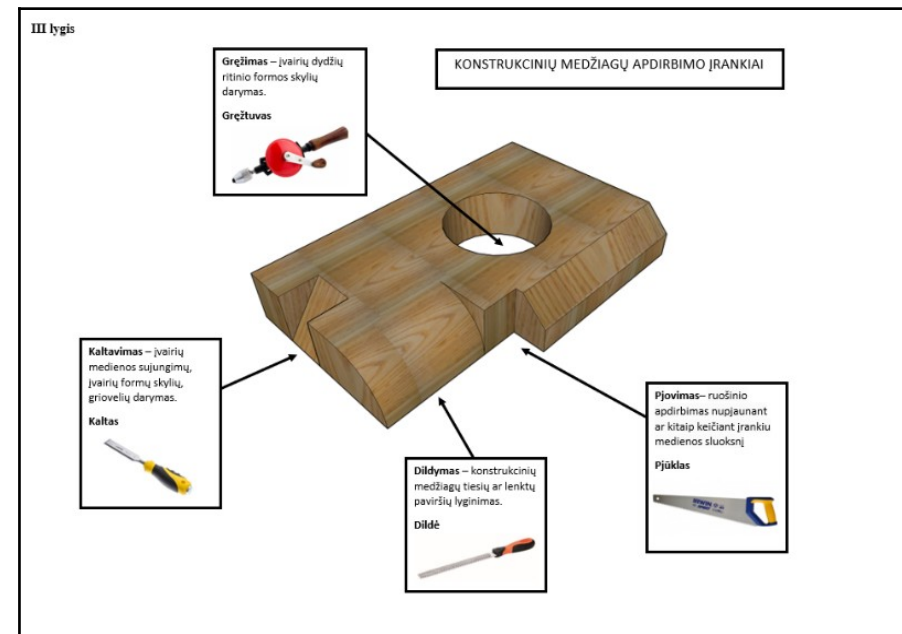 III lygis
Gręžimas – įvairių dydžių
ritinio formos skylių
darymas.
Gręžtuvas
KONSTRUKCINIŲ MEDŽIAGŲ APDIRBIMO ĮRANKIAI
Kaltavimas – įvairių
medienos sujungimų,
įvairių formų skylių,
griovelių darymas.
Kaltas
Dildymas – konstrukcinių
medžiagų tiesių ar lenktų
paviršių lyginimas.
Dildė
Pjovimas– ruošinio
apdirbimas nupjaunant
ar kitaip keičiant įrankiu
medienos sluoksnį
Pjūklas
IRWIN